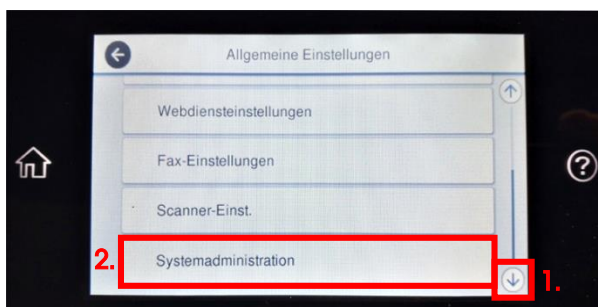 Allgemeine Einstellungen
Webdiensteinstellungen
Fax-Einstellungen
Scanner-Einst.
2. Systemadministration
1.